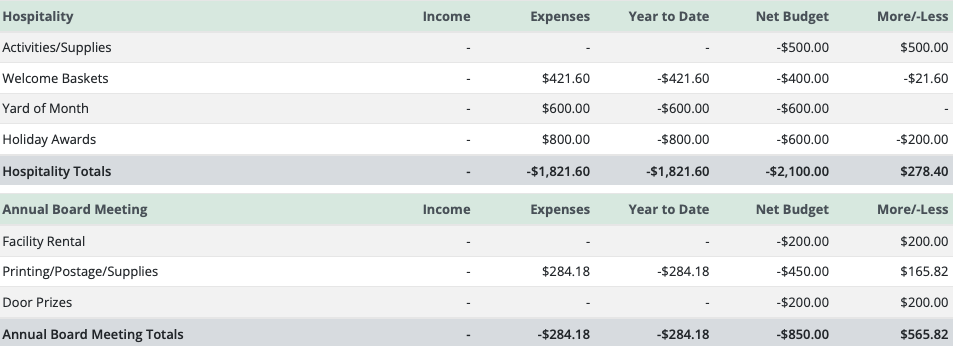 Hospitality Income Expenses Year to Date Net Budget More/-Less
Activities/Supplies - - - -$500.00 $500.00
Welcome Baskets - $421.60 -$421.60 -$400.00 -$21.60
Yard of Month - $600.00 -$600.00 -$600.00 -
Holiday Awards - $800.00 -$800.00 -$600.00 -$200.00
Hospitality Totals - -$1,821.60 -$1,821.60 -$2,100.00 $278.40
Annual Board Meeting Income Expenses Year to Date Net Budget More/-Less
Facility Rental - - - -$200.00 $200.00
Printing/Postage/Supplies - $284.18 -$284.18 -$450.00 $165.82
Door Prizes - - - -$200.00 $200.00
Annual Board Meeting Totals - -$284.18 -$284.18 -$850.00 $565.82